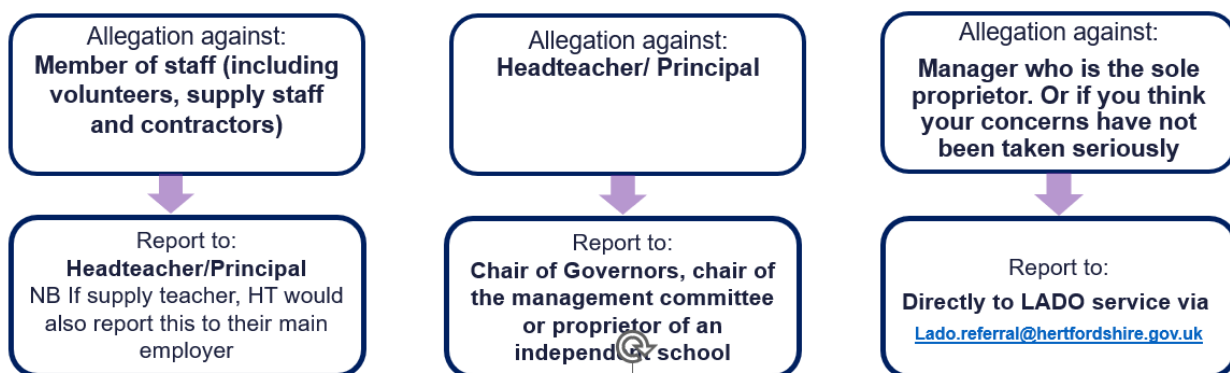 Allegation against:
Member of staff (including
volunteers, supply staff
and contractors)
Report to:
Headteacher/Principal
NB If supply teacher, HT would
also report this to their main
employer
Allegation against:
Headteacher/ Principal
Report to:
Chair of Governors, chair of
the management committee
or proprietor of an
independent school
Allegation against:
Manager who is the sole
proprietor. Or if you think
your concerns have not
been taken seriously
Report to:
Directly to LADO service via
Lado.referral@hertfordshire.gov.uk